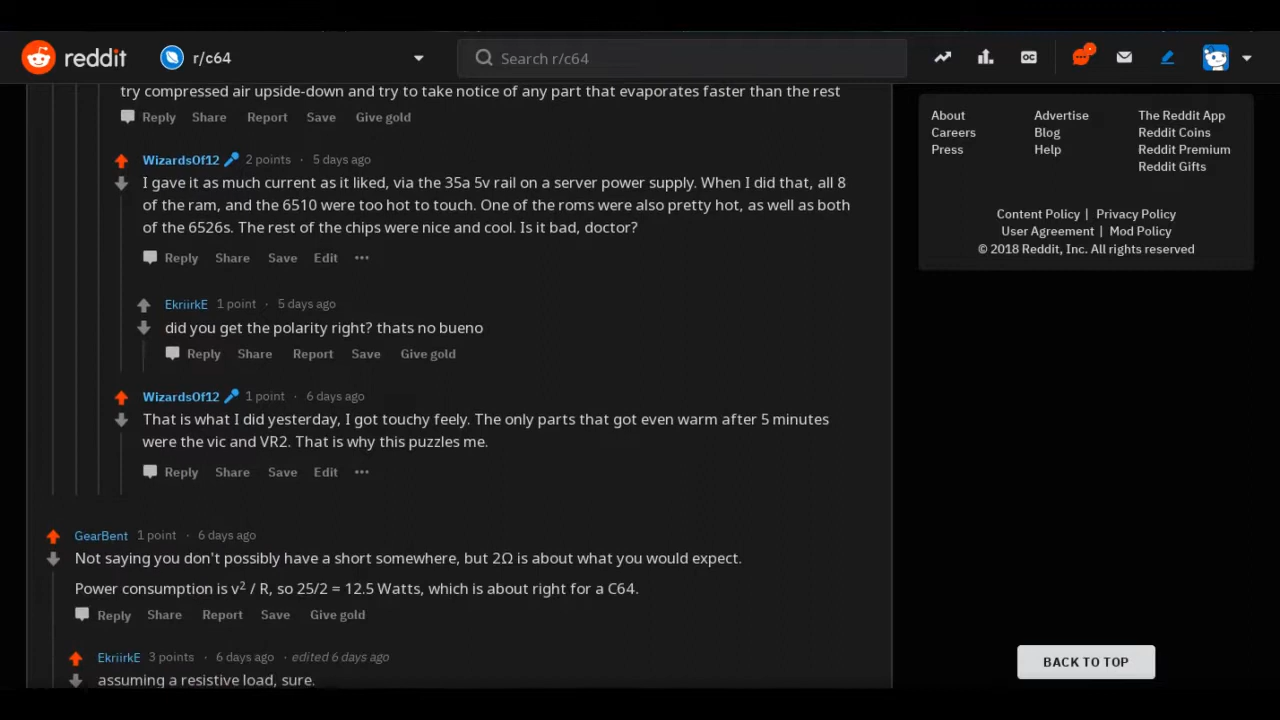 reddit r/c64 Search r/c64 OC
try compressed air upside-down and try to take notice of any part that evaporates faster than the rest
Reply Share Report Save Give gold
WizardsOf12 2 points · 5 days ago
I gave it as much current as it liked, via the 35a 5v rail on a server power supply. When I did that, all 8
of the ram, and the 6510 were too hot to touch. One of the roms were also pretty hot, as well as both
of the 6526s. The rest of the chips were nice and cool. Is it bad, doctor?
Reply Share Save Edit ···
EkriirkE 1 point · 5 days ago
did you get the polarity right? thats no bueno
Reply Share Report Save Give gold
WizardsOf12 1 point · 6 days ago
That is what I did yesterday, I got touchy feely. The only parts that got even warm after 5 minutes
were the vic and VR2. That is why this puzzles me.
Reply Share Save Edit ···
GearBent 1 point · 6 days ago
Not saying you don't possibly have a short somewhere, but 2Ω is about what you would expect.
Power consumption is v² / R, so 25/2 = 12.5 Watts, which is about right for a C64.
Reply Share Report Save Give gold
EkriirkE 3 points · 6 days ago · edited 6 days ago
assuming a resistive load, sure.
About Advertise The Reddit App
Careers Blog Reddit Coins
Press Help Reddit Premium
Reddit Gifts
Content Policy | Privacy Policy
User Agreement | Mod Policy
© 2018 Reddit, Inc. All rights reserved
BACK TO TOP